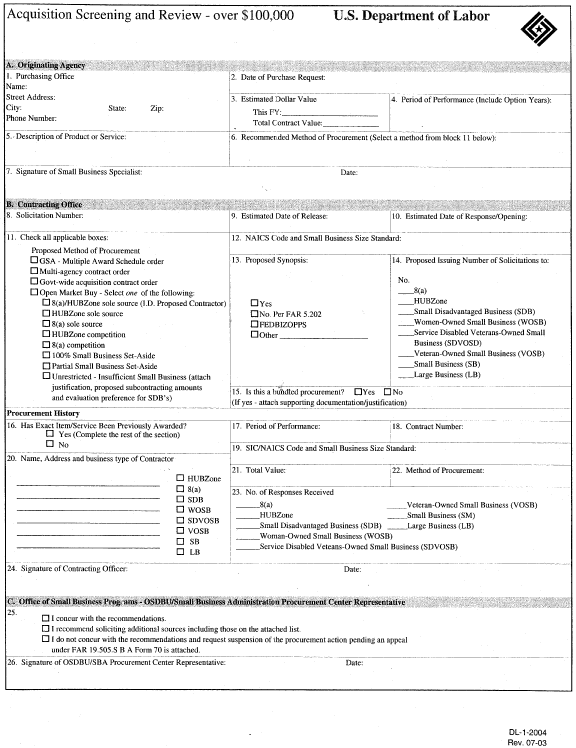 Acquisition Screening and Review - over $100,000 U.S. Department of Labor
A. Originating Agency
1. Purchasing Office
Name:
Street Address:
City: State: Zip:
Phone Number:
2. Date of Purchase Request:
3. Estimated Dollar Value
This FY:
Total Contract Value:
4. Period of Performance (Include Option Years):
5. Description of Product or Service:
6. Recommended Method of Procurement (Select a method from block 11 below):
7. Signature of Small Business Specialist: Date:
B. Contracting Office
8. Solicitation Number:
9. Estimated Date of Release:
10. Estimated Date of Response/Opening:
11. Check all applicable boxes:
Proposed Method of Procurement
GSA - Multiple Award Schedule order
Multi-agency contract order
Govt-wide acquisition contract order
Open Market Buy - Select one of the following:
8(a)/HUBZone sole source (I.D. Proposed Contractor)
HUBZone sole source
8(a) sole source
HUBZone competition
8(a) competition
100% Small Business Set-Aside
Partial Small Business Set-Aside
Unrestricted - Insufficient Small Business (attach
justification, proposed subcontracting amounts
and evaluation preference for SDB's)
12. NAICS Code and Small Business Size Standard:
13. Proposed Synopsis:
Yes
No. Per FAR 5.202
FEDBIZOPPS
Other
14. Proposed Issuing Number of Solicitations to:
No.
8(a)
HUBZone
Small Disadvantaged Business (SDB)
Women-Owned Small Business (WOSB)
Service Disabled Veterans-Owned Small
Business (SDVOSD)
Veteran-Owned Small Business (VOSB)
Small Business (SB)
Large Business (LB)
15. Is this a bundled procurement? Yes No
(If yes - attach supporting documentation/justification)
Procurement History
16. Has Exact Item/Service Been Previously Awarded?
Yes (Complete the rest of the section)
No
17. Period of Performance:
18. Contract Number:
19. SIC/NAICS Code and Small Business Size Standard:
20. Name, Address and business type of Contractor
HUBZone
8(a)
SDB
WOSB
SDVOSB
VOSB
SB
LB
21. Total Value:
22. Method of Procurement:
23. No. of Responses Received
8(a)
HUBZone
Small Disadvantaged Business (SDB)
Woman-Owned Small Business (WOSB)
Service Disabled Veteans-Owned Small Business (SDVOSB)
Veteran-Owned Small Business (VOSB)
Small Business (SM)
Large Business (LB)
24. Signature of Contracting Officer: Date:
C. Office of Small Business Programs - OSDBU/Small Business Administration Procurement Center Representative
25.
I concur with the recommendations.
I recommend soliciting additional sources including those on the attached list.
I do not concur with the recommendations and request suspension of the procurement action pending an appeal
under FAR 19.505.S B A Form 70 is attached.
26. Signature of OSDBU/SBA Procurement Center Representative: Date:
DL-1-2004
Rev. 07-03